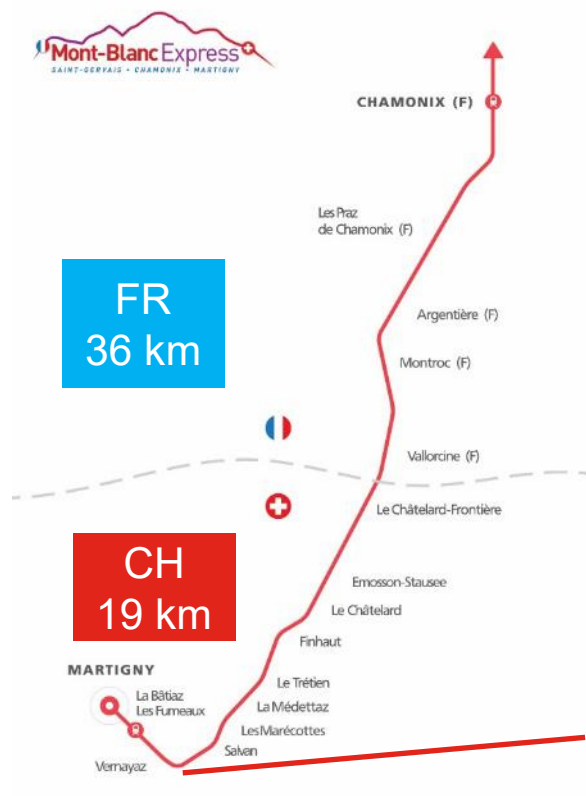 Mont-Blanc Express
SAINT-GERVAIS • CHAMONIX • MARTIGNY
CHAMONIX (F)
Les Praz
de Chamonix (F)
FR
36 km
Argentière (F)
Montroc (F)
Vallorcine (F)
Le Châtelard-Frontière
CH
19 km
Emosson-Stausee
Le Châtelard
Finhaut
MARTIGNY
Le Trétien
La Bâtiaz
Les Fumeaux
La Médettaz
Les Marécottes
Salvan
Vernayaz